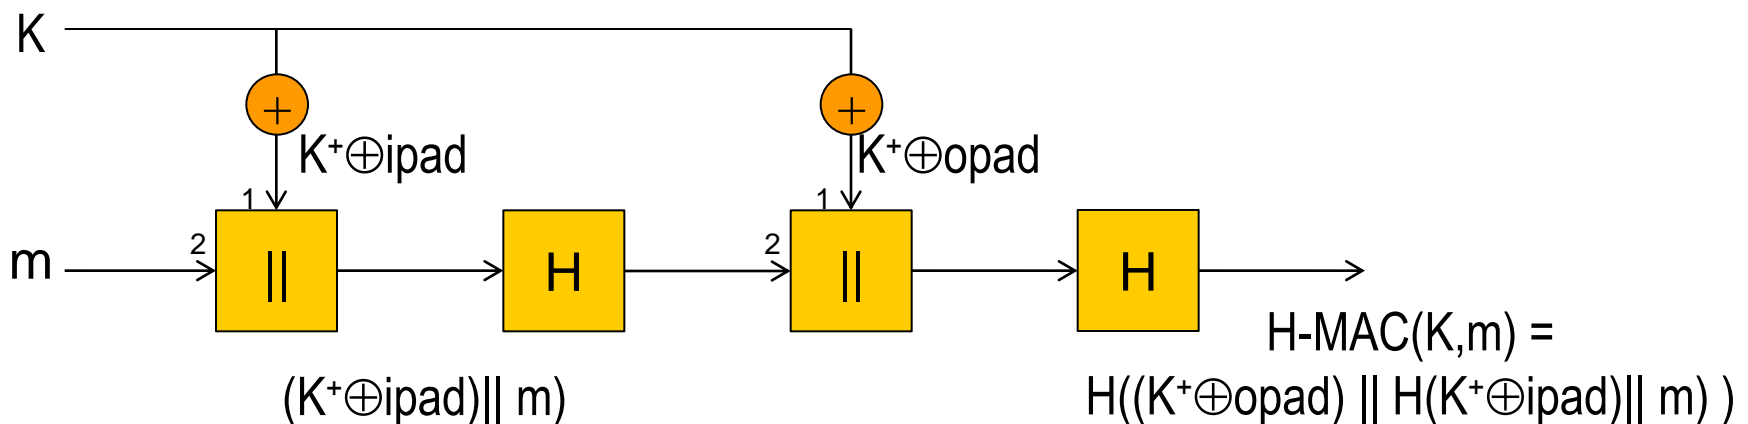 K
+ +
K⁺⊕ipad K⁺⊕opad
1 1
2 2
m || H || H
H-MAC(K,m) =
(K⁺⊕ipad)|| m) H((K⁺⊕opad) || H(K⁺⊕ipad)|| m) )